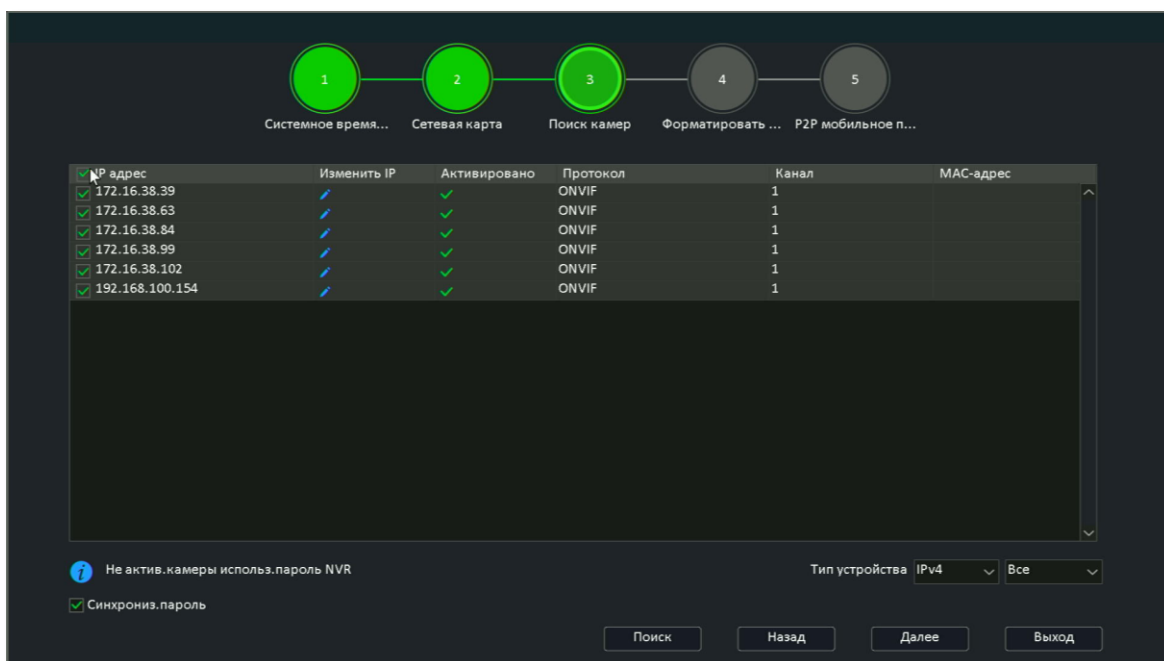 1 2 3 4 5
Системное время... Сетевая карта Поиск камер Форматировать ... P2P мобильное п...
IP адрес Изменить IP Активировано Протокол Канал MAC-адрес
172.16.38.39 ONVIF 1
172.16.38.63 ONVIF 1
172.16.38.84 ONVIF 1
172.16.38.99 ONVIF 1
172.16.38.102 ONVIF 1
192.168.100.154 ONVIF 1
i Не актив.камеры использ.пароль NVR Тип устройства IPv4 Все
Синхрониз.пароль
Поиск Назад Далее Выход